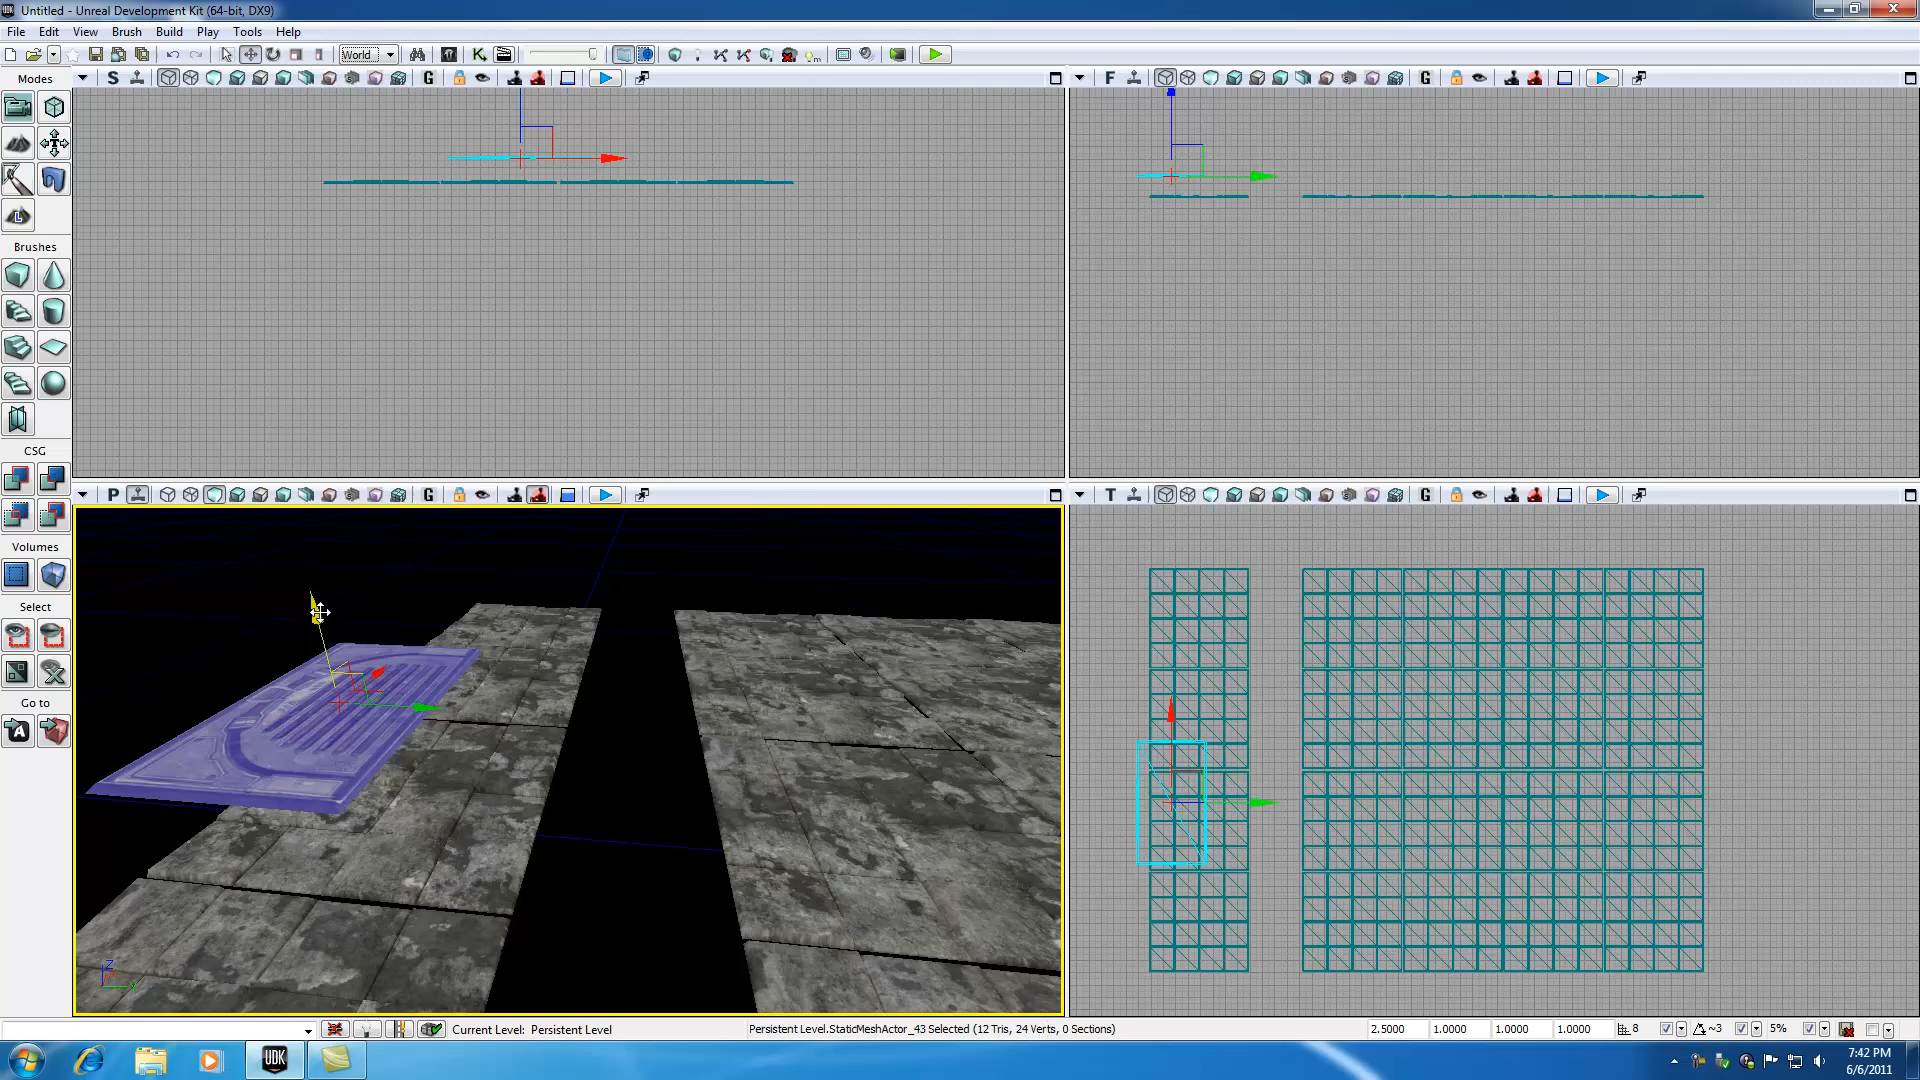 Untitled - Unreal Development Kit (64-bit, DX9)
File Edit View Brush Build Play Tools Help
World
Modes
S G
F G
L
Brushes
CSG
P G
T G
Volumes
Select
Go to
A
Z
Current Level: Persistent Level
Persistent Level.StaticMeshActor_43 Selected (12 Tris, 24 Verts, 0 Sections)
2.5000 1.0000 1.0000 1.0000 8 ~3 5%
UDK
7:42 PM
6/6/2011